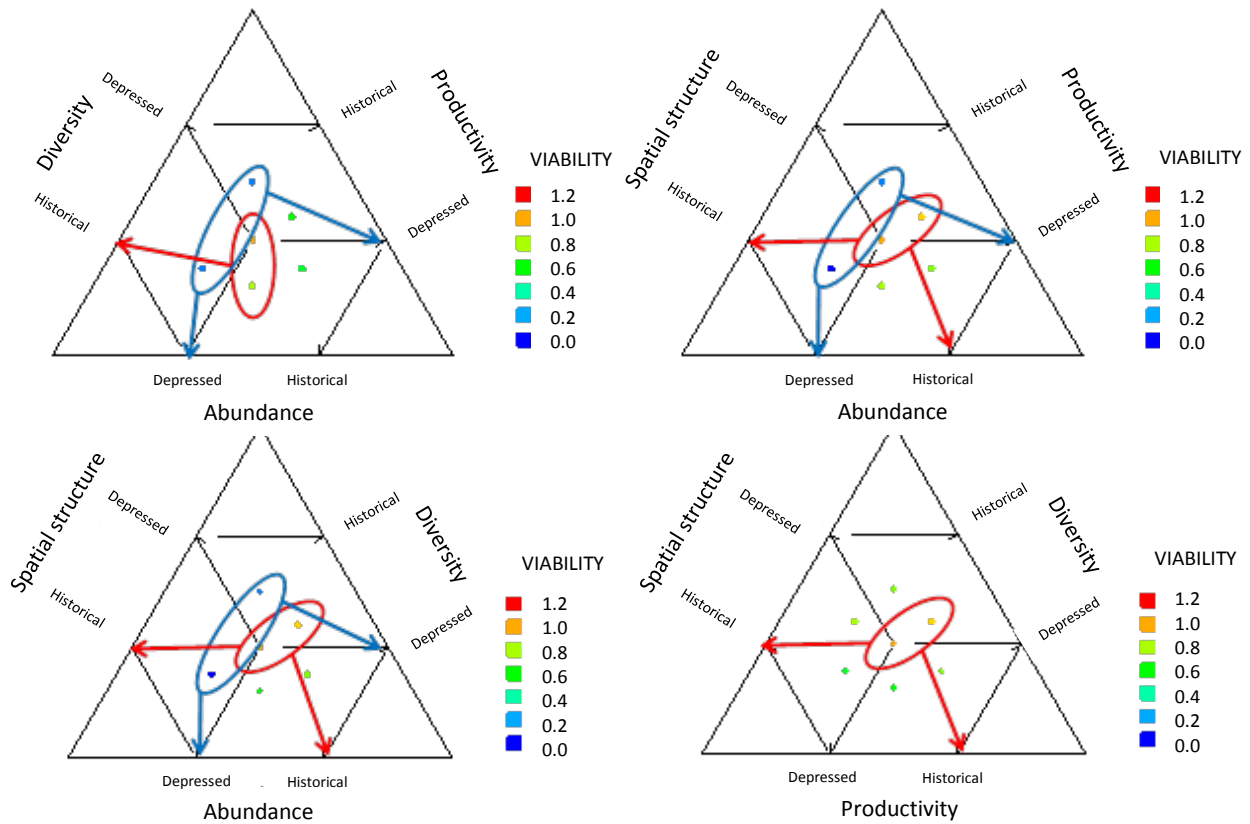 Depressed
Historical
Diversity
Productivity
Historical
Depressed
Depressed
Historical
Abundance
VIABILITY
1.2
1.0
0.8
0.6
0.4
0.2
0.0
Depressed
Historical
Spatial structure
Productivity
Historical
Depressed
Depressed
Historical
Abundance
VIABILITY
1.2
1.0
0.8
0.6
0.4
0.2
0.0
Depressed
Historical
Spatial structure
Diversity
Historical
Depressed
Depressed
Historical
Abundance
VIABILITY
1.2
1.0
0.8
0.6
0.4
0.2
0.0
Depressed
Historical
Spatial structure
Diversity
Historical
Depressed
Depressed
Historical
Productivity
VIABILITY
1.2
1.0
0.8
0.6
0.4
0.2
0.0